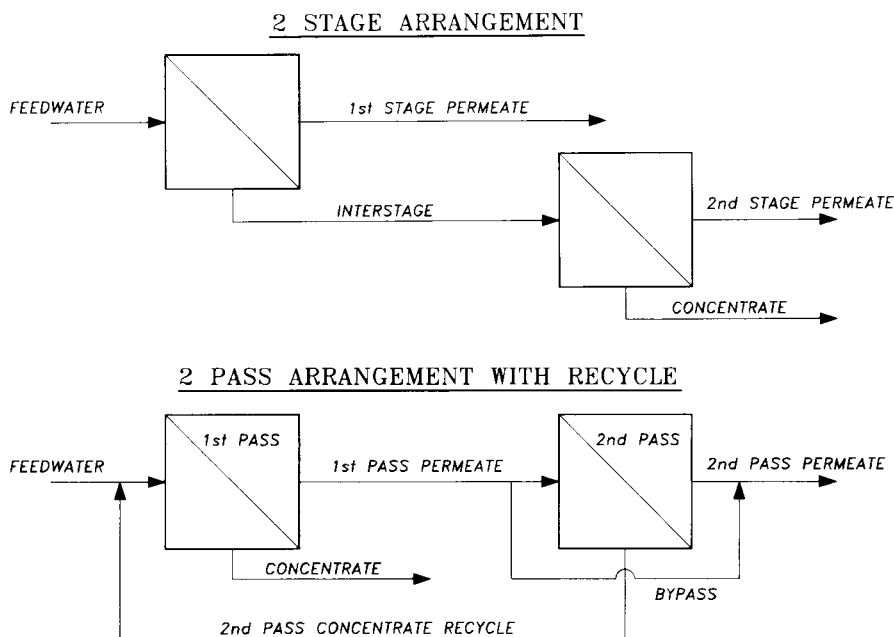 2 STAGE ARRANGEMENT
FEEDWATER
1st STAGE PERMEATE
INTERSTAGE
2nd STAGE PERMEATE
CONCENTRATE
2 PASS ARRANGEMENT WITH RECYCLE
FEEDWATER
1st PASS
1st PASS PERMEATE
2nd PASS
2nd PASS PERMEATE
CONCENTRATE
BYPASS
2nd PASS CONCENTRATE RECYCLE